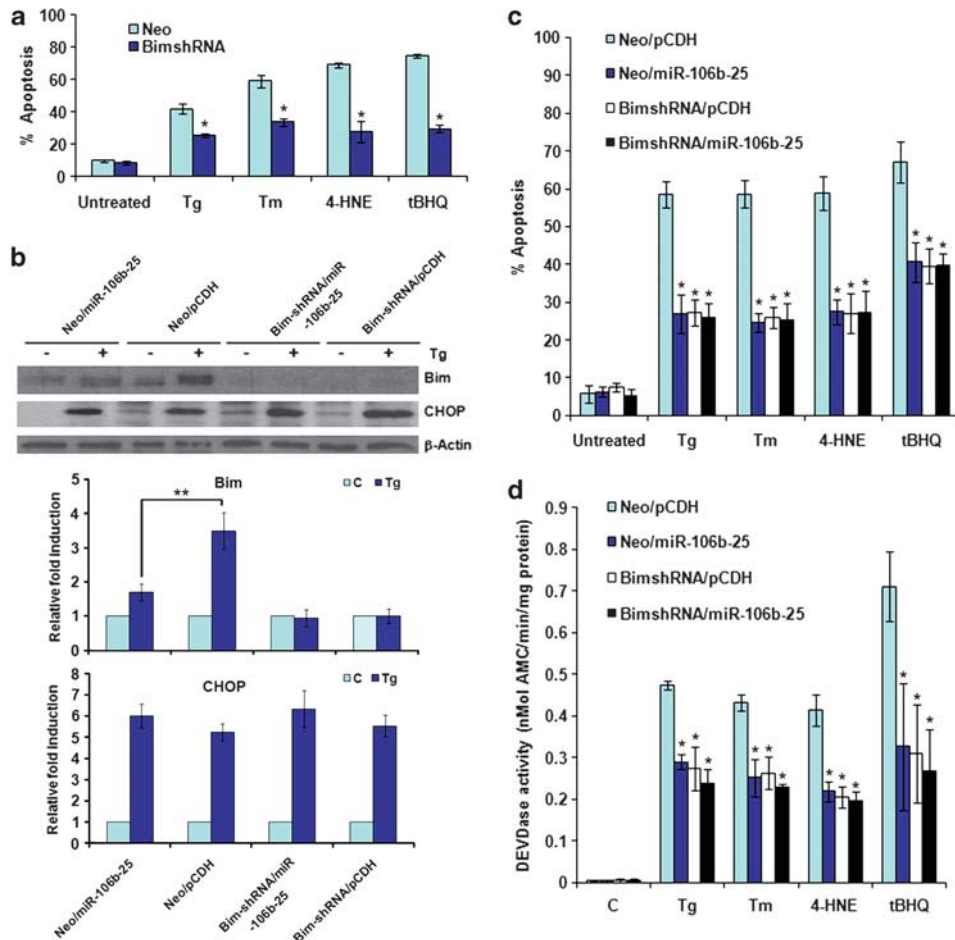 a
Neo
BimshRNA
% Apoptosis
100
80
60
40
20
0
*
*
*
*
Untreated Tg Tm 4-HNE tBHQ
b
Neo/miR-106b-25
Neo/pCDH
Bim-shRNA/miR
-106b-25
Bim-shRNA/pCDH
- + - + - + - + Tg
Bim
CHOP
β-Actin
Bim
C Tg
**
Relative fold Induction
5
4
3
2
1
0
CHOP
C Tg
Relative fold Induction
8
7
6
5
4
3
2
1
0
Neo/miR-106b-25
Neo/pCDH
Bim-shRNA/miR
-106b-25
Bim-shRNA/pCDH
c
Neo/pCDH
Neo/miR-106b-25
BimshRNA/pCDH
BimshRNA/miR-106b-25
% Apoptosis
100
90
80
70
60
50
40
30
20
10
0
* * *
* * *
* * *
* * *
Untreated Tg Tm 4-HNE tBHQ
d
Neo/pCDH
Neo/miR-106b-25
BimshRNA/pCDH
BimshRNA/miR-106b-25
DEVDase activity (nMol AMC/min/mg protein)
0.9
0.8
0.7
0.6
0.5
0.4
0.3
0.2
0.1
0
* * *
* * *
* * *
* * *
C Tg Tm 4-HNE tBHQ